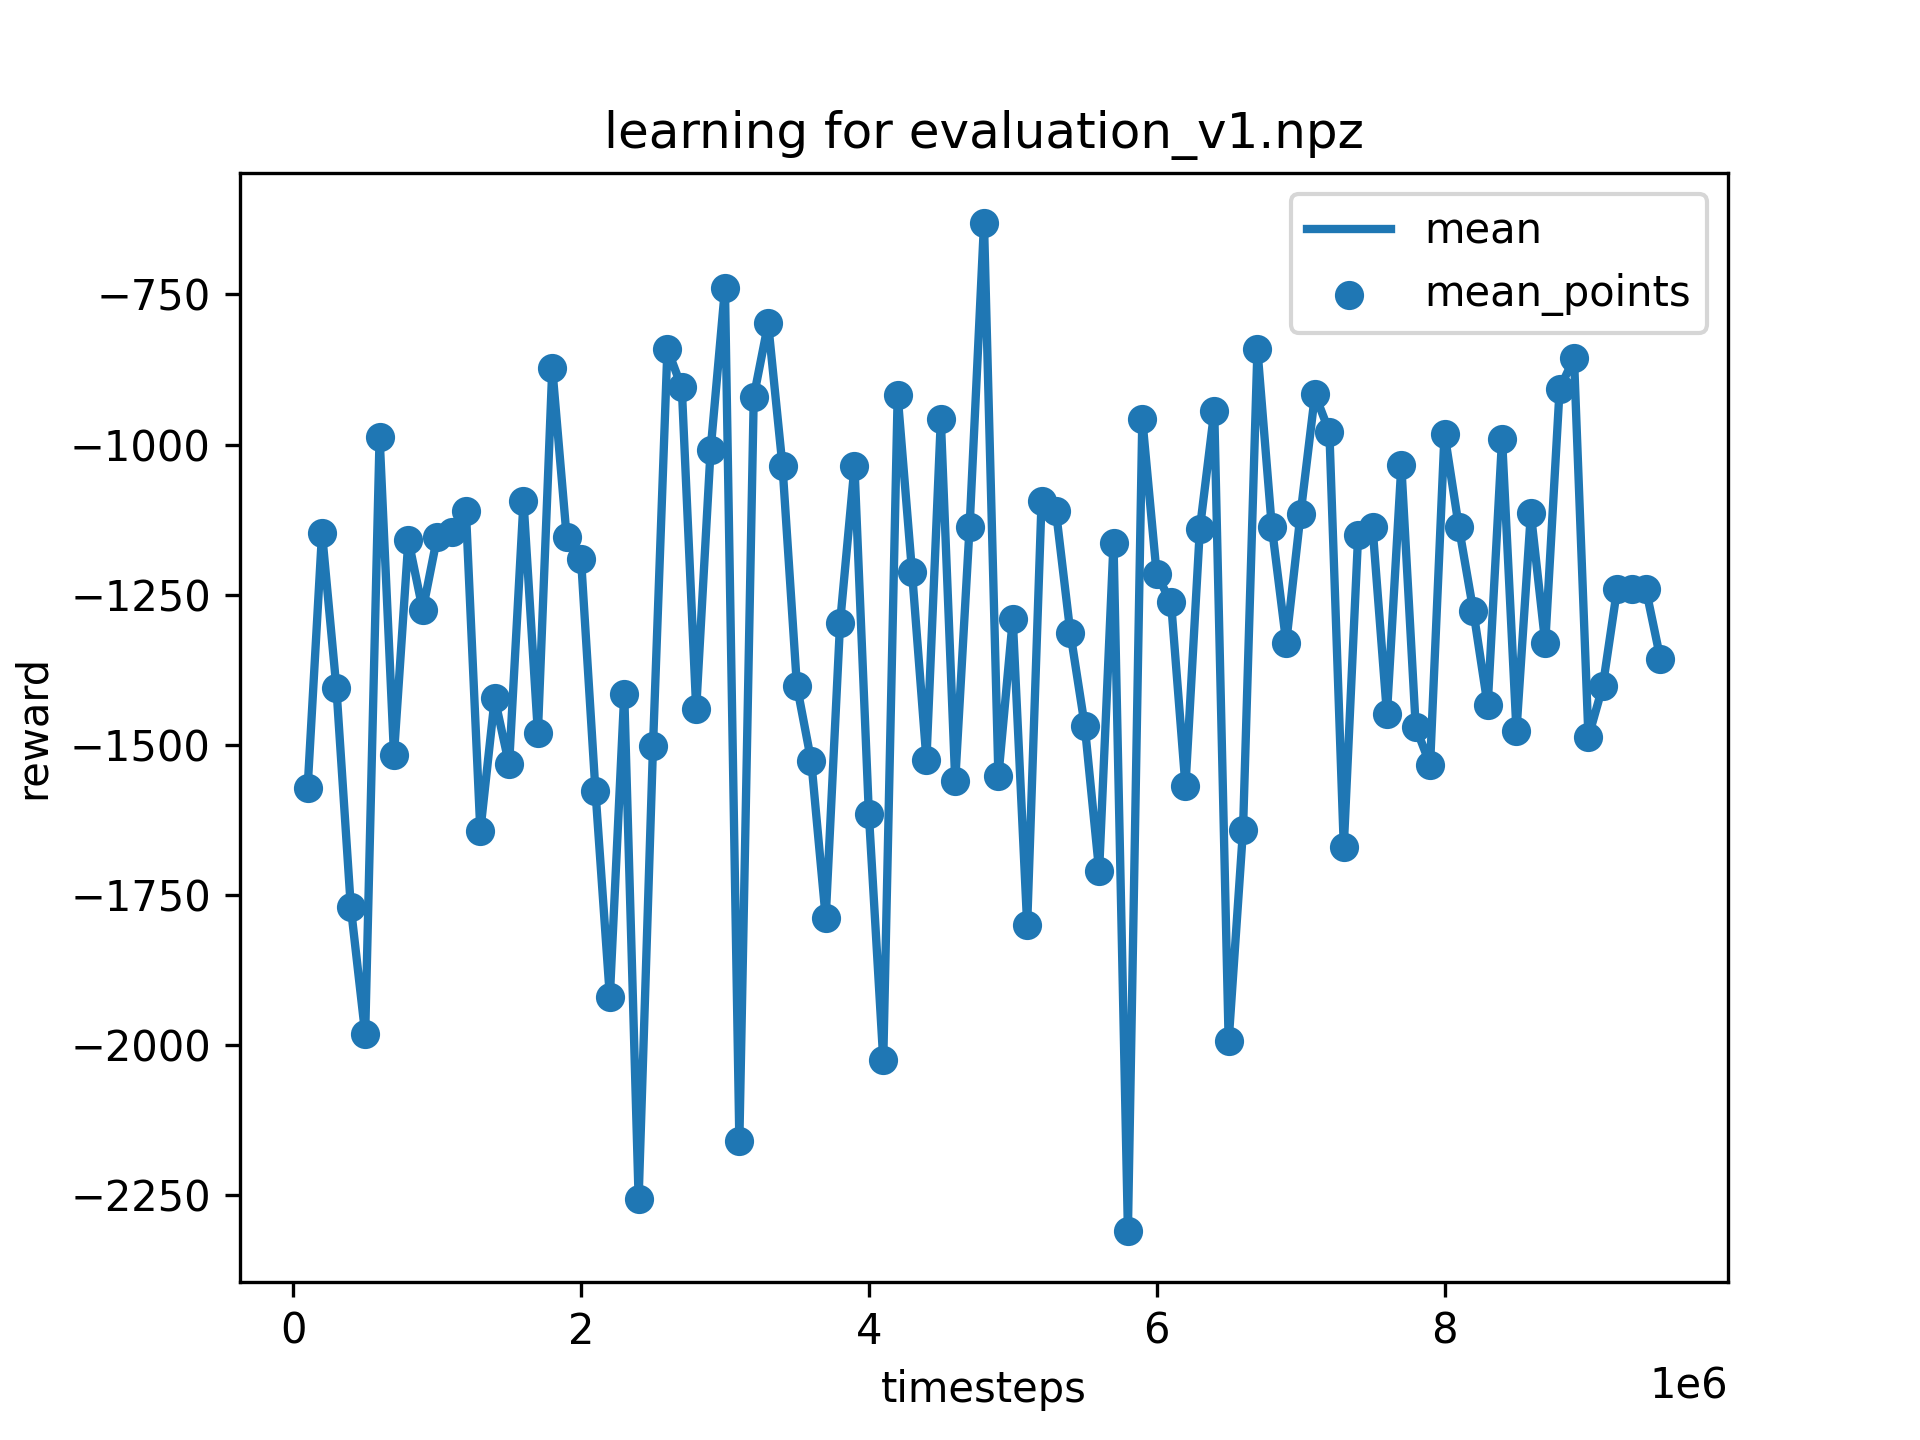 learning for evaluation_v1.npz
mean
mean_points
reward
−750
−1000
−1250
−1500
−1750
−2000
−2250
0 2 4 6 8
timesteps
1e6